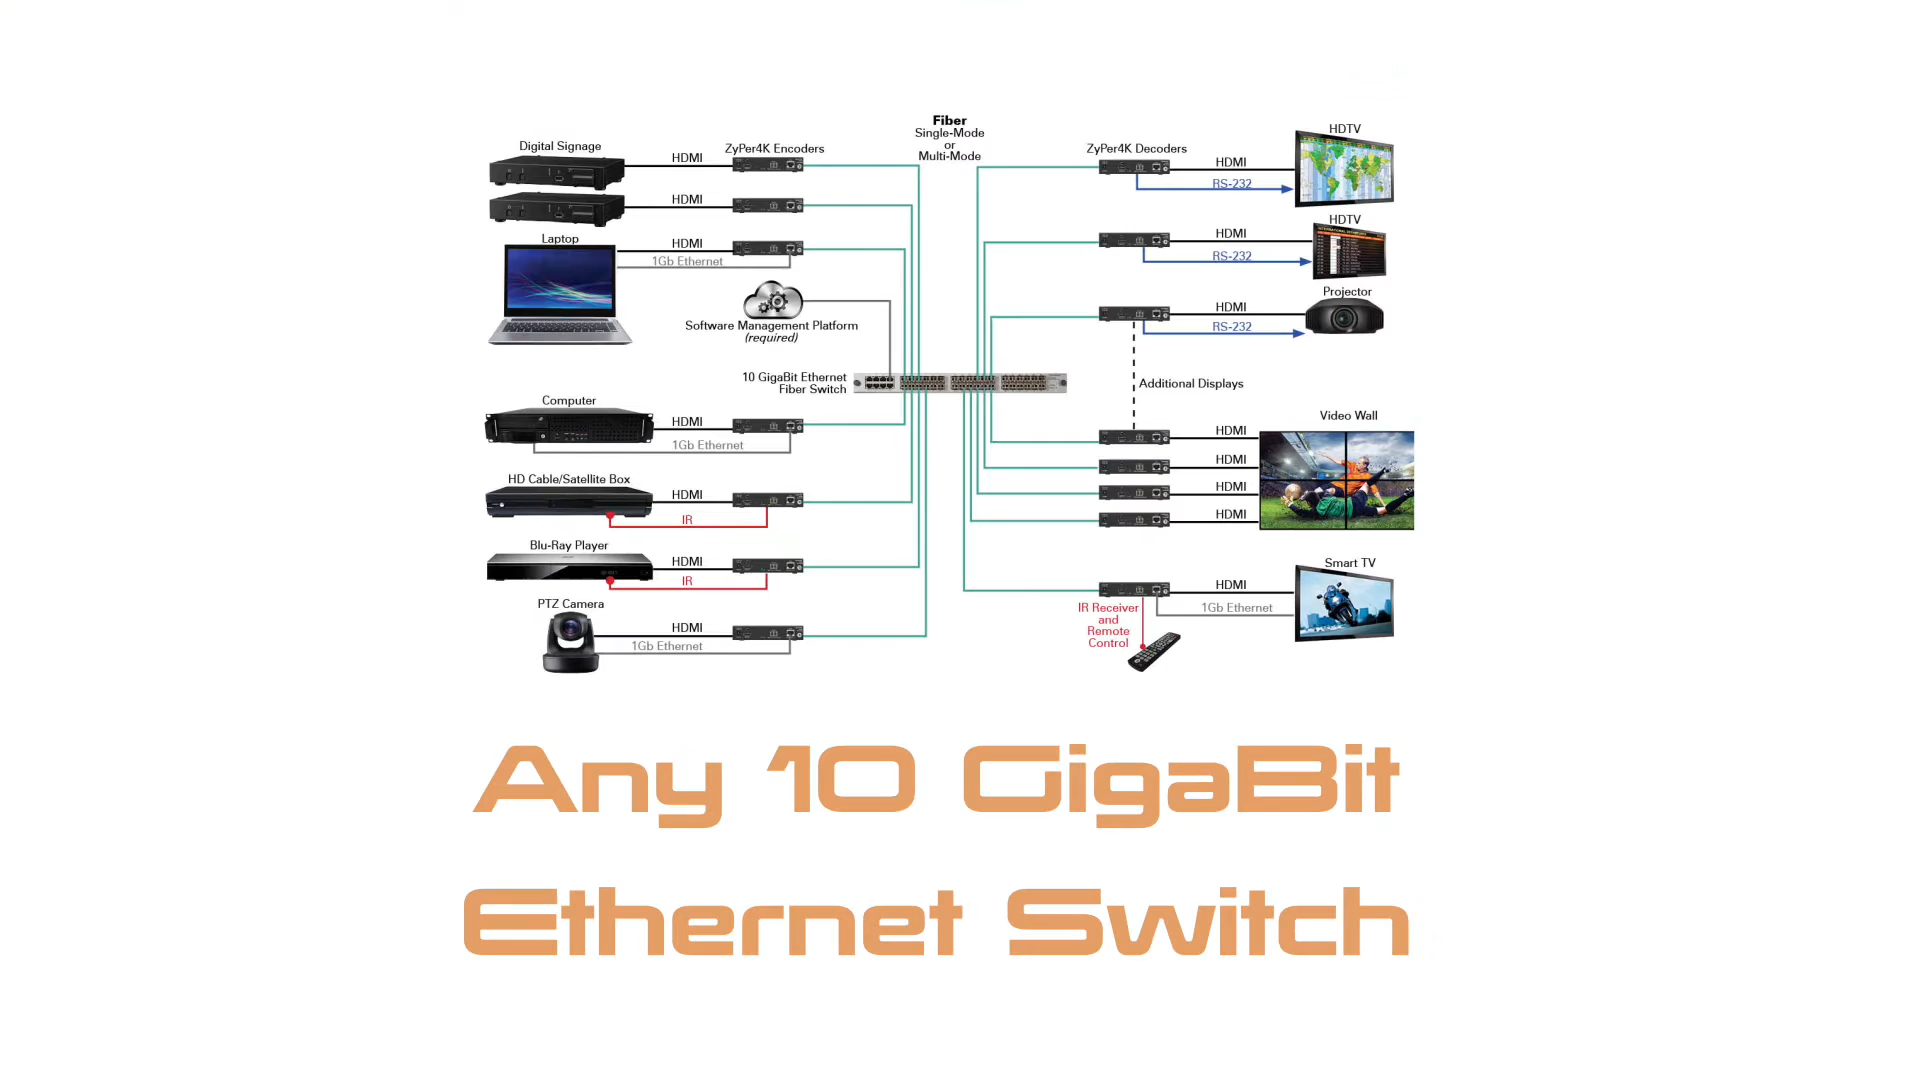 Fiber
Single-Mode
or
Multi-Mode
Digital Signage
HDMI
ZyPer4K Encoders
HDMI
Laptop
HDMI
1Gb Ethernet
Software Management Platform
(required)
10 GigaBit Ethernet
Fiber Switch
Computer
HDMI
1Gb Ethernet
HD Cable/Satellite Box
HDMI
IR
Blu-Ray Player
HDMI
IR
PTZ Camera
HDMI
1Gb Ethernet
ZyPer4K Decoders
HDTV
HDMI
RS-232
HDTV
HDMI
RS-232
Projector
HDMI
RS-232
Additional Displays
Video Wall
HDMI
HDMI
HDMI
HDMI
Smart TV
HDMI
1Gb Ethernet
IR Receiver
and
Remote
Control
Any 10 GigaBit
Ethernet Switch